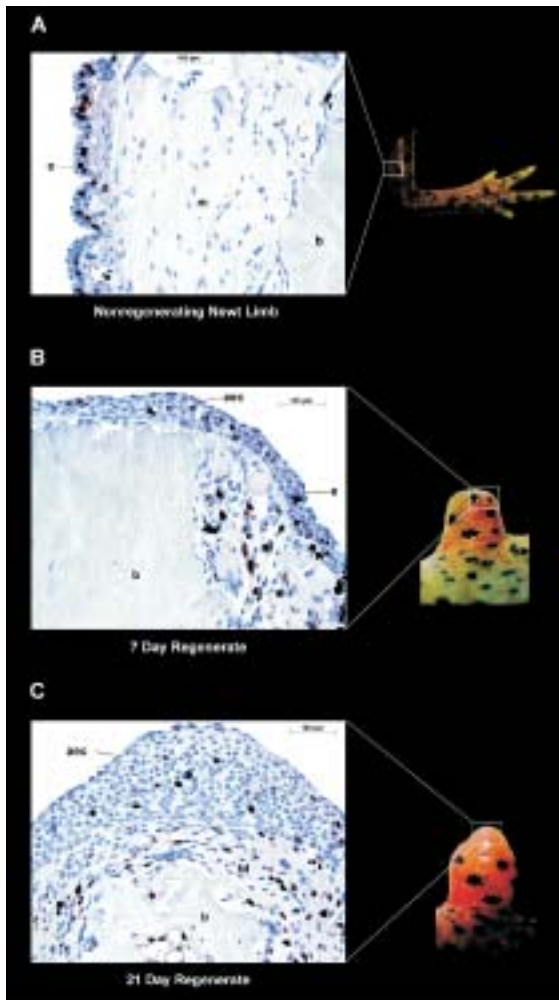 A
e
m
b
Nonregenerating Newt Limb
B
aec
e
b
7 Day Regenerate
C
aec
b
21 Day Regenerate